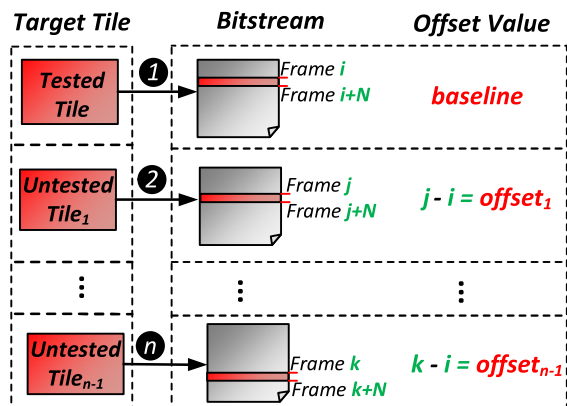 Target Tile Bitstream Offset Value
Tested Tile 1 Frame i
Frame i+N
baseline
Untested Tile1 2 Frame j
Frame j+N
j - i = offset1
⋮ ⋮ ⋮
Untested Tilen-1 n Frame k
Frame k+N
k - i = offsetn-1